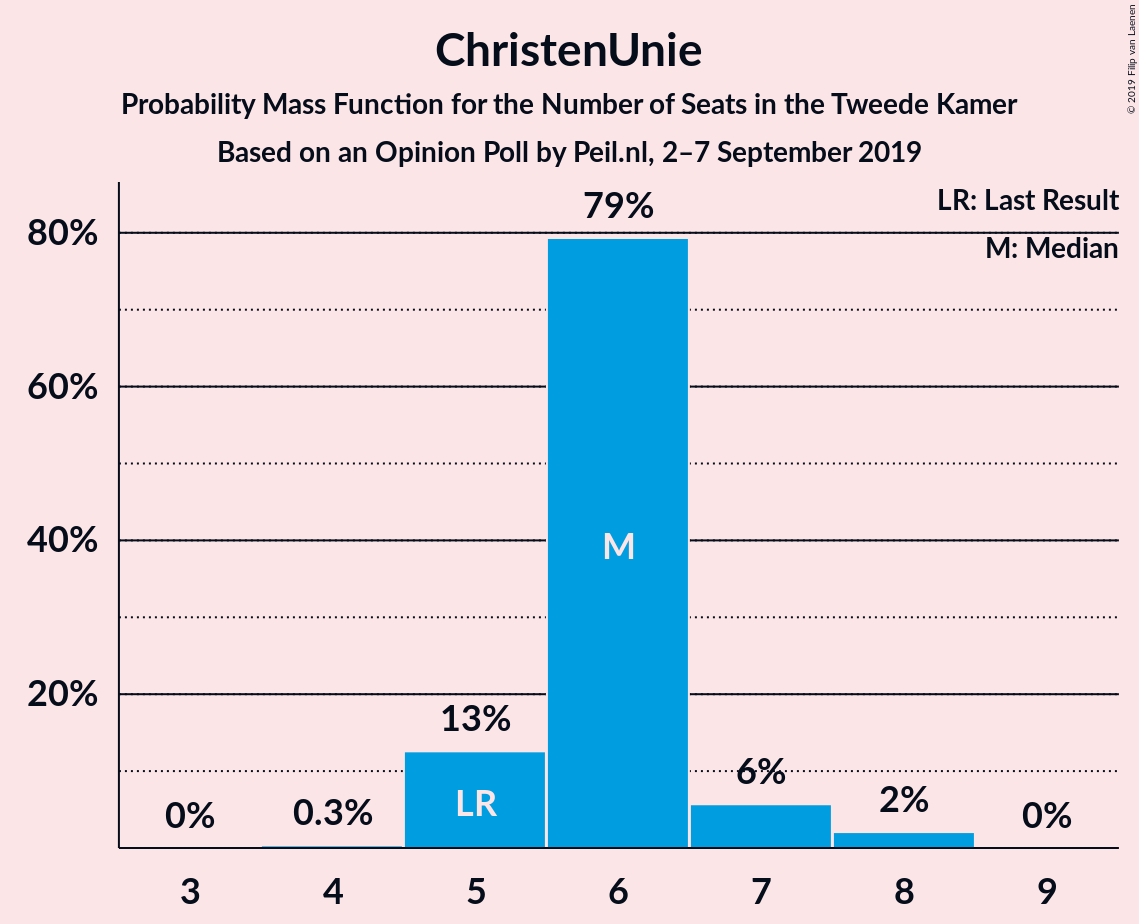 ChristenUnie
Probability Mass Function for the Number of Seats in the Tweede Kamer
Based on an Opinion Poll by Peil.nl, 2–7 September 2019
© 2019 Filip van Laenen
LR: Last Result
M: Median
80%
60%
40%
20%
0%
0.3%
13%
79%
6%
2%
0%
LR
M
3
4
5
6
7
8
9